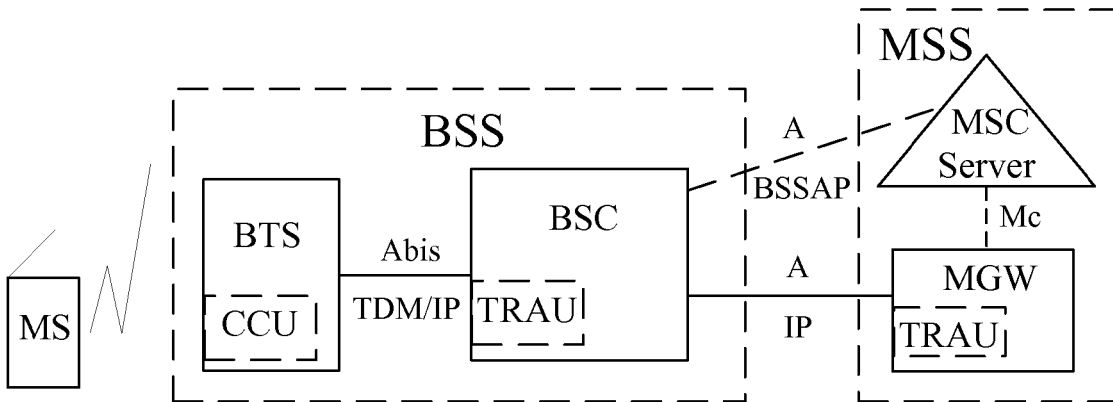 MSS
MSC
Server
BSS
A
BSSAP
Mc
BTS
BSC
Abis
TDM/IP
CCU
TRAU
A
IP
MGW
TRAU
MS